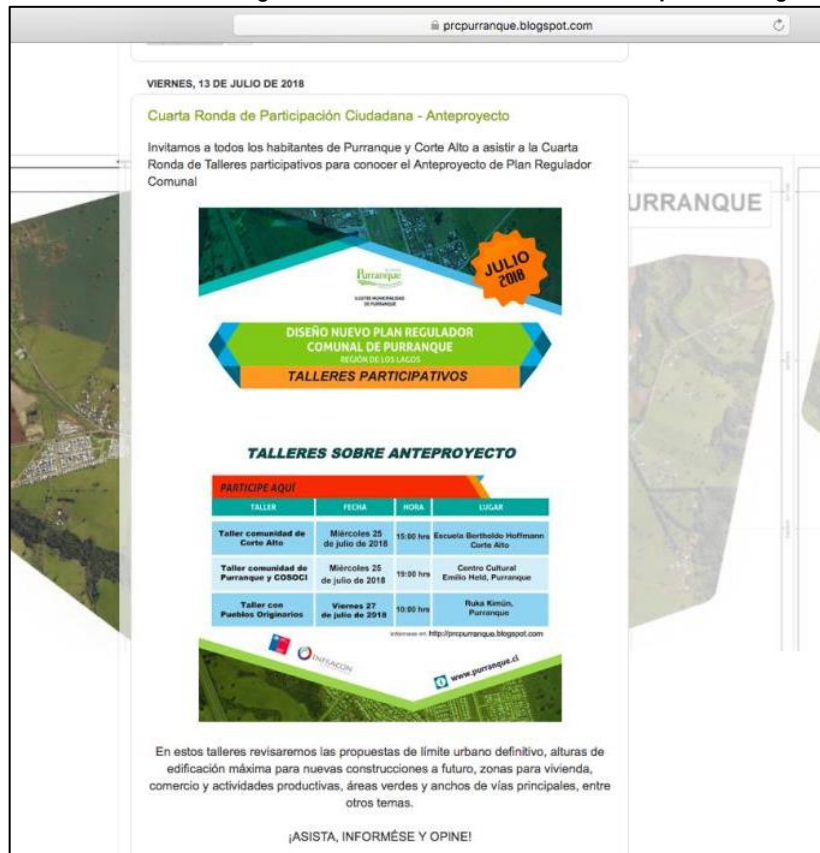 prcpurranque.blogspot.com
VIERNES, 13 DE JULIO DE 2018
Cuarta Ronda de Participación Ciudadana - Anteproyecto
Invitamos a todos los habitantes de Purranque y Corte Alto a asistir a la Cuarta
Ronda de Talleres participativos para conocer el Anteproyecto de Plan Regulador
Comunal
URRANQUE
JULIO
2018
Purranque
ILUSTRE MUNICIPALIDAD
DE PURRANQUE
DISEÑO NUEVO PLAN REGULADOR
COMUNAL DE PURRANQUE
REGIÓN DE LOS LAGOS
TALLERES PARTICIPATIVOS
TALLERES SOBRE ANTEPROYECTO
PARTICIPE AQUÍ
TALLER FECHA HORA LUGAR
Taller comunidad de Corte Alto Miércoles 25 de julio de 2018 15:00 hrs Escuela Bertholdo Hoffmann Corte Alto
Taller comunidad de Purranque y COSOCI Miércoles 25 de julio de 2018 19:00 hrs Centro Cultural Emilio Held, Purranque
Taller con Pueblos Originarios Viernes 27 de julio de 2018 10:00 hrs Ruka Kimün, Purranque
http://prcpurranque.blogspot.com
INFRACON
www.purranque.cl
En estos talleres revisaremos las propuestas de límite urbano definitivo, alturas de
edificación máxima para nuevas construcciones a futuro, zonas para vivienda,
comercio y actividades productivas, áreas verdes y anchos de vías principales, entre
otros temas.
¡ASISTA, INFORMÉSE Y OPINE!